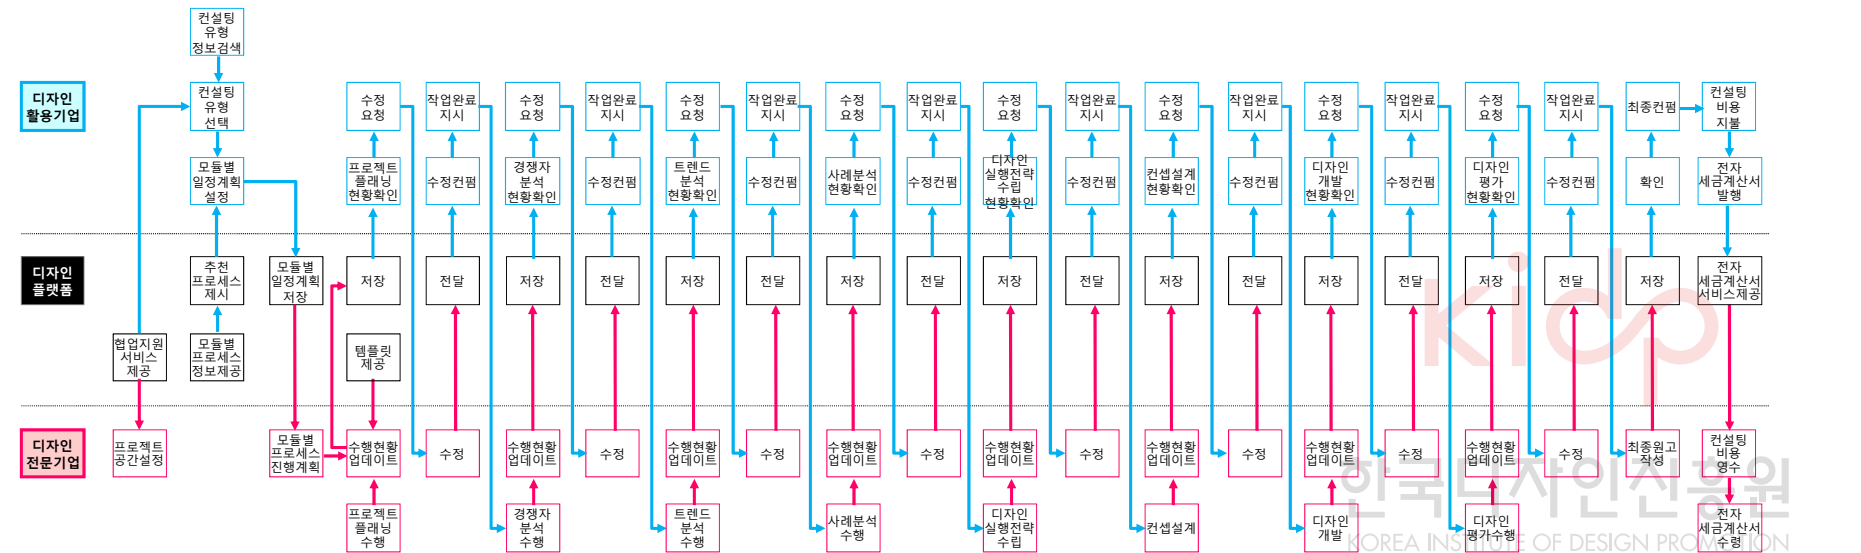 컨설팅
유형
정보검색
디자인
활용기업
컨설팅
유형
선택
수정
요청
작업완료
지시
수정
요청
작업완료
지시
수정
요청
작업완료
지시
수정
요청
작업완료
지시
수정
요청
작업완료
지시
수정
요청
작업완료
지시
수정
요청
작업완료
지시
수정
요청
작업완료
지시
최종컨펌
컨설팅
비용
지불
모듈별
일정계획
설정
프로젝트
플래닝
현황확인
수정컨펌
경쟁자
분석
현황확인
수정컨펌
트렌드
분석
현황확인
수정컨펌
사례분석
현황확인
수정컨펌
디자인
실행전략
수립
현황확인
수정컨펌
컨셉설계
현황확인
수정컨펌
디자인
개발
현황확인
수정컨펌
디자인
평가
현황확인
수정컨펌
확인
전자
세금계산서
발행
디자인
플랫폼
추천
프로세스
제시
모듈별
일정계획
저장
저장
전달
저장
전달
저장
전달
저장
전달
저장
전달
저장
전달
저장
전달
저장
전달
저장
전자
세금계산서
서비스제공
협업지원
서비스
제공
모듈별
프로세스
정보제공
템플릿
제공
kidp
디자인
전문기업
프로젝트
공간설정
모듈별
프로세스
진행계획
수행현황
업데이트
수정
수행현황
업데이트
수정
수행현황
업데이트
수정
수행현황
업데이트
수정
수행현황
업데이트
수정
수행현황
업데이트
수정
수행현황
업데이트
수정
수행현황
업데이트
수정
최종원고
작성
컨설팅
비용
영수
프로젝트
플래닝
수행
경쟁자
분석
수행
트렌드
분석
수행
사례분석
수행
디자인
실행전략
수립
컨셉설계
디자인
개발
디자인
평가수행
전자
세금계산서
수령
한국디자인진흥원
KOREA INSTITUTE OF DESIGN PROMOTION